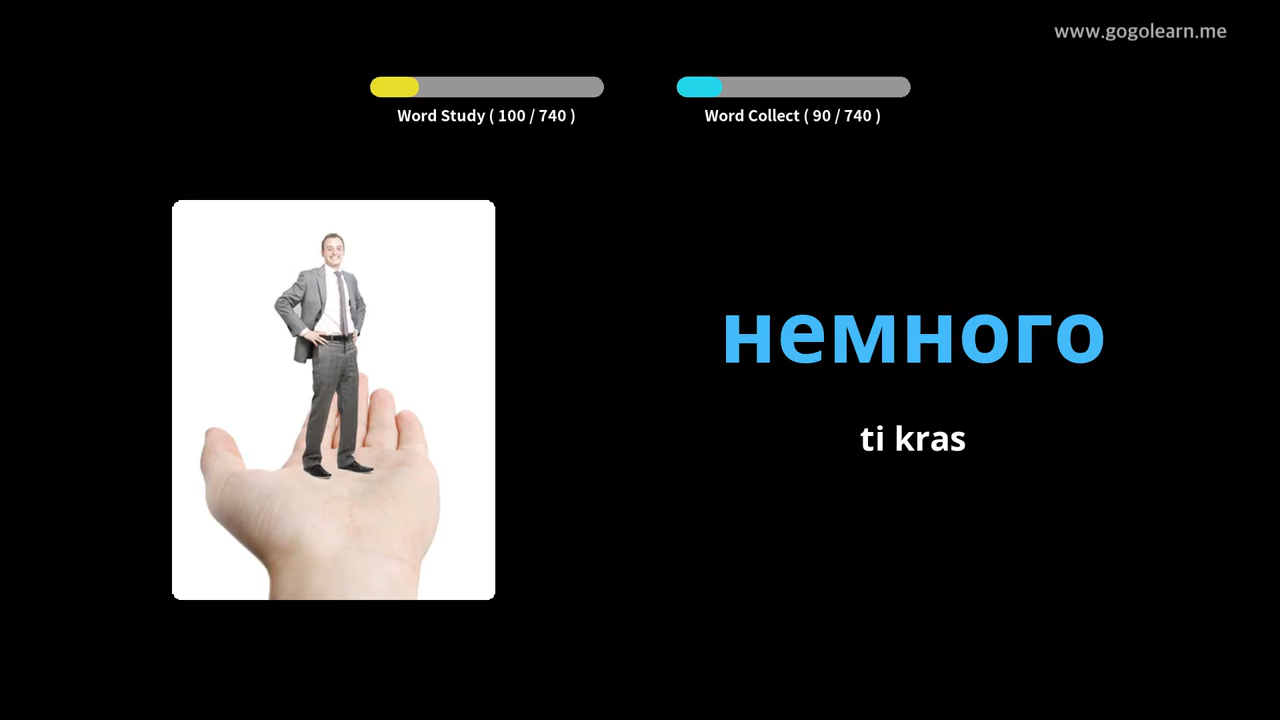 www.gogolearn.me
Word Study ( 100 / 740 )
Word Collect ( 90 / 740 )
немного
ti kras